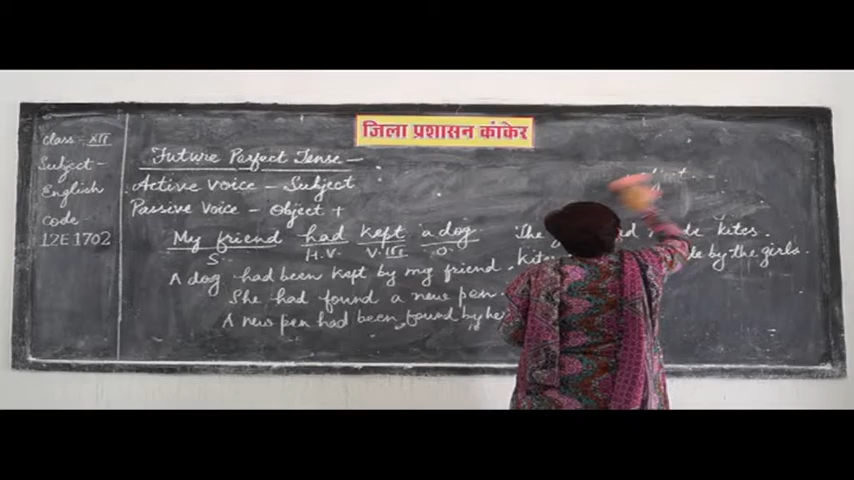 जिला प्रशासन कांकेर
class - XII
Subject -
English
Code
12E1702
Future Perfect Tense -
Active Voice - Subject
Passive Voice - Object +
My friend had kept a dog
S. H.V. V.III O.
A dog had been kept by my friend.
She had found a new pen.
A new pen had been found by her
The kites.
by the girls.